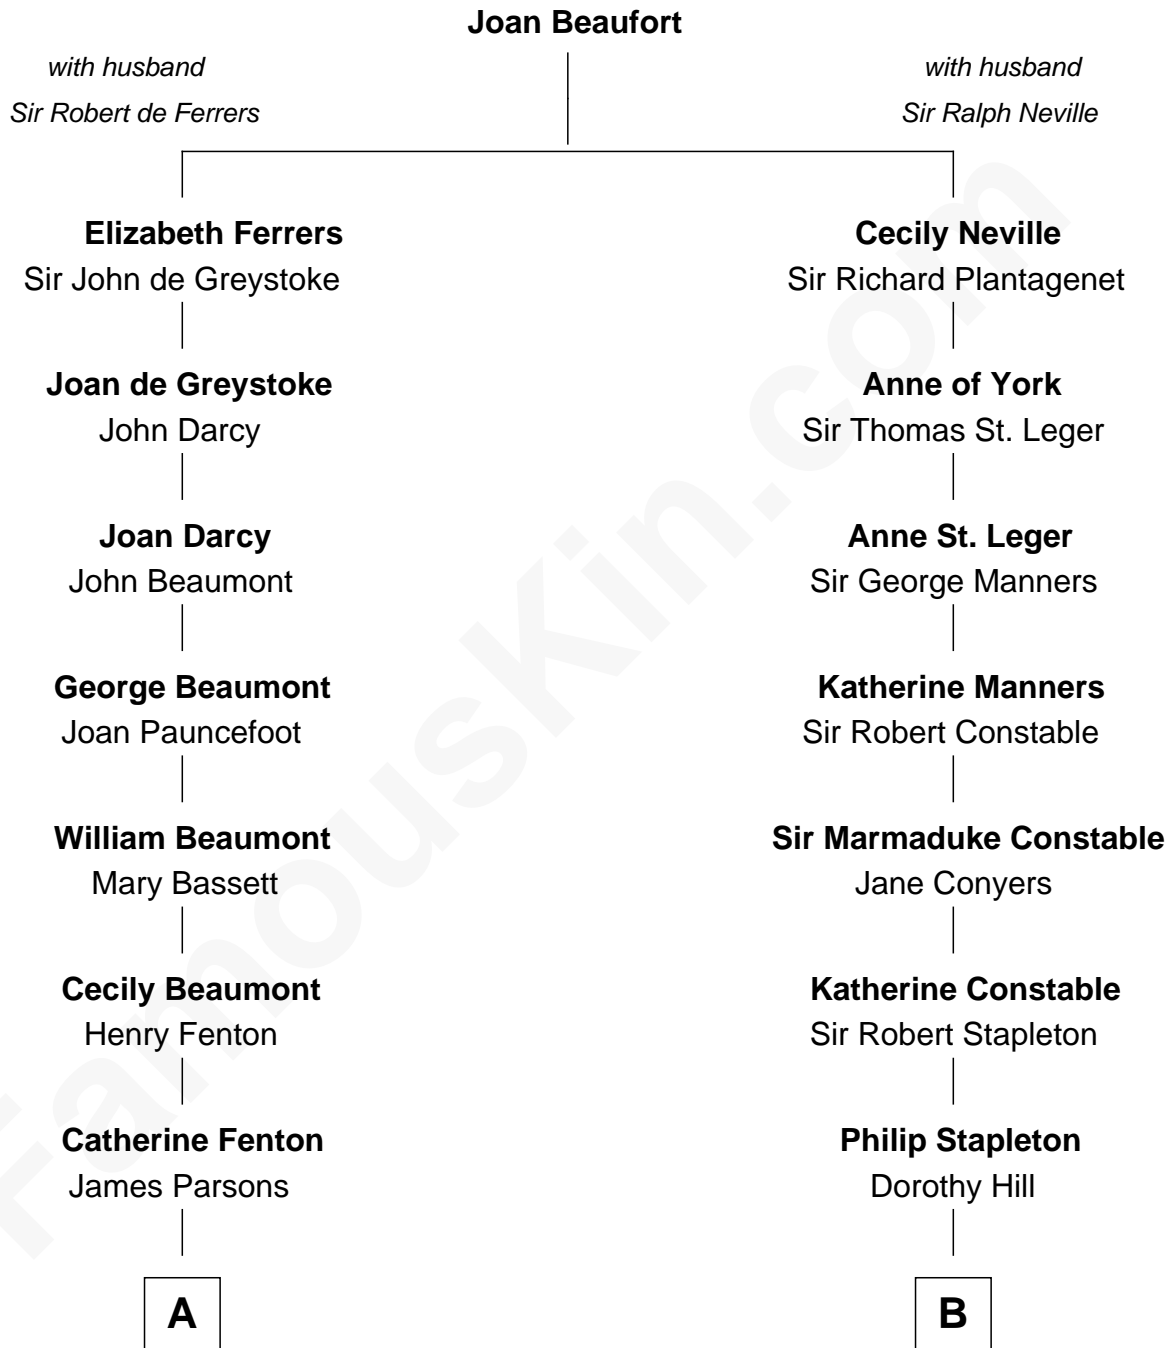 Joan Beaufort
with husband
Sir Robert de Ferrers
with husband
Sir Ralph Neville
Elizabeth Ferrers
Sir John de Greystoke
Cecily Neville
Sir Richard Plantagenet
Joan de Greystoke
John Darcy
Anne of York
Sir Thomas St. Leger
Joan Darcy
John Beaumont
Anne St. Leger
Sir George Manners
George Beaumont
Joan Pauncefoot
Katherine Manners
Sir Robert Constable
William Beaumont
Mary Bassett
Sir Marmaduke Constable
Jane Conyers
Cecily Beaumont
Henry Fenton
Katherine Constable
Sir Robert Stapleton
Catherine Fenton
James Parsons
Philip Stapleton
Dorothy Hill
A
B
FamousKin.com